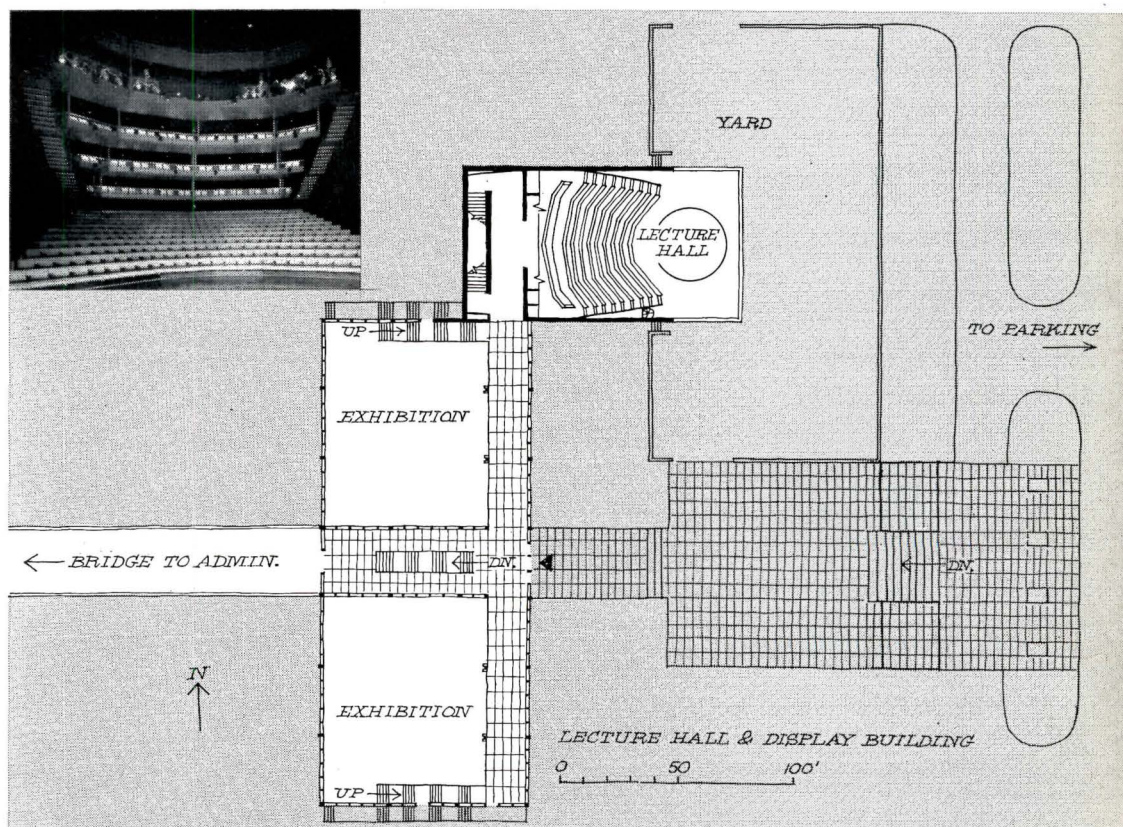 YARD
LECTURE
HALL
TO PARKING
UP
EXHIBITION
BRIDGE TO ADMIN.
DN.
DN.
N
EXHIBITION
LECTURE HALL & DISPLAY BUILDING
0 50 100'
UP